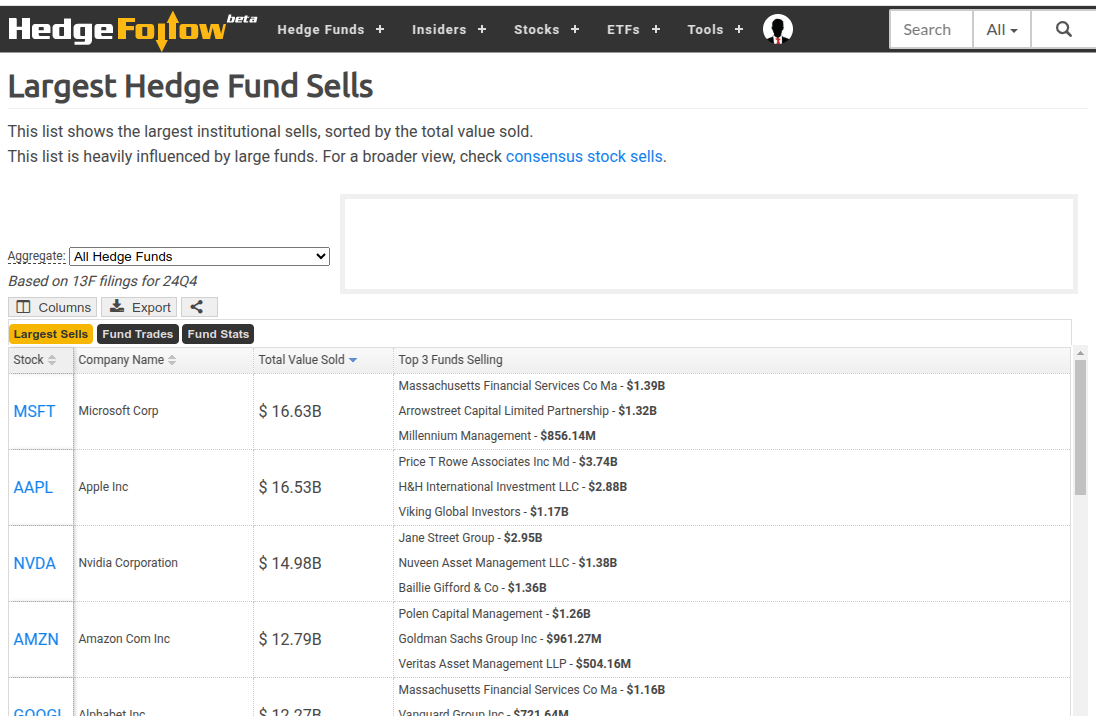 HedgeFollow beta Hedge Funds + Insiders + Stocks + ETFs + Tools + Search All
Largest Hedge Fund Sells
This list shows the largest institutional sells, sorted by the total value sold.
This list is heavily influenced by large funds. For a broader view, check consensus stock sells.
Aggregate: All Hedge Funds
Based on 13F filings for 24Q4
Columns Export
Largest Sells Fund Trades Fund Stats
Stock Company Name Total Value Sold Top 3 Funds Selling
Massachusetts Financial Services Co Ma - $1.39B
MSFT Microsoft Corp $ 16.63B Arrowstreet Capital Limited Partnership - $1.32B
Millennium Management - $856.14M
Price T Rowe Associates Inc Md - $3.74B
AAPL Apple Inc $ 16.53B H&H International Investment LLC - $2.88B
Viking Global Investors - $1.17B
Jane Street Group - $2.95B
NVDA Nvidia Corporation $ 14.98B Nuveen Asset Management LLC - $1.38B
Baillie Gifford & Co - $1.36B
Polen Capital Management - $1.26B
AMZN Amazon Com Inc $ 12.79B Goldman Sachs Group Inc - $961.27M
Veritas Asset Management LLP - $504.16M
Massachusetts Financial Services Co Ma - $1.16B
GOOGL Alphabet Inc $ 12.27B Vanguard Group Inc - $721.64M